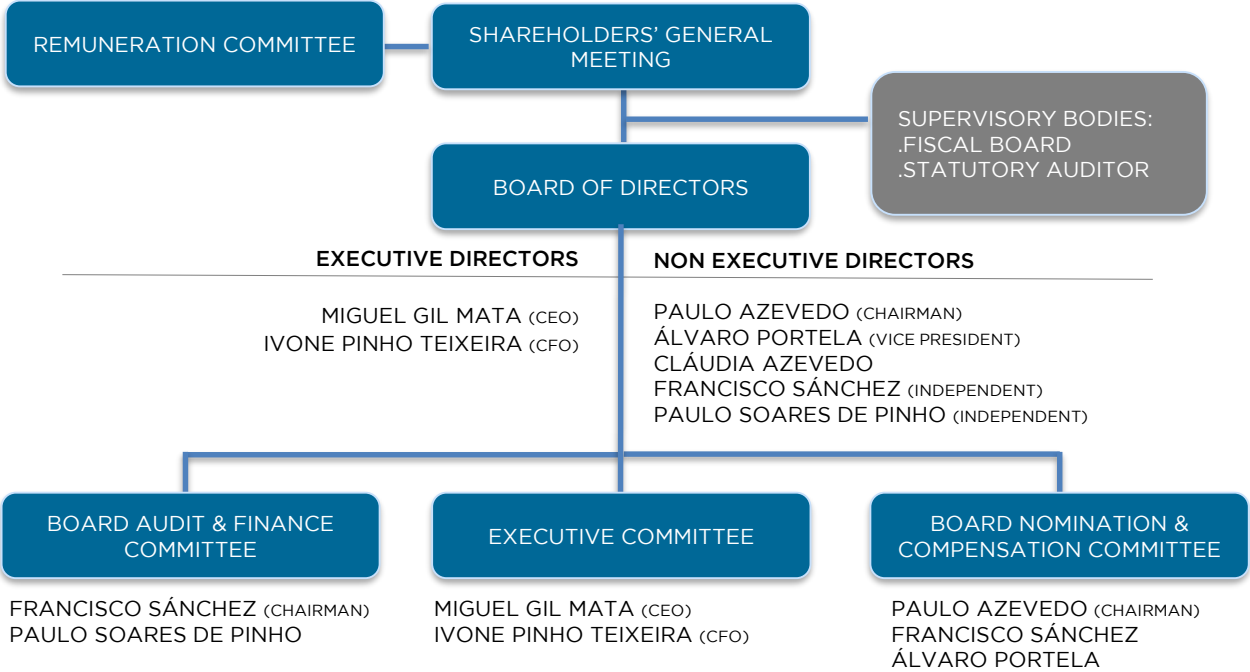 REMUNERATION COMMITTEE
SHAREHOLDERS’ GENERAL
MEETING
SUPERVISORY BODIES:
.FISCAL BOARD
.STATUTORY AUDITOR
BOARD OF DIRECTORS
EXECUTIVE DIRECTORS
MIGUEL GIL MATA (CEO)
IVONE PINHO TEIXEIRA (CFO)
NON EXECUTIVE DIRECTORS
PAULO AZEVEDO (CHAIRMAN)
ÁLVARO PORTELA (VICE PRESIDENT)
CLÁUDIA AZEVEDO
FRANCISCO SÁNCHEZ (INDEPENDENT)
PAULO SOARES DE PINHO (INDEPENDENT)
BOARD AUDIT & FINANCE
COMMITTEE
FRANCISCO SÁNCHEZ (CHAIRMAN)
PAULO SOARES DE PINHO
EXECUTIVE COMMITTEE
MIGUEL GIL MATA (CEO)
IVONE PINHO TEIXEIRA (CFO)
BOARD NOMINATION &
COMPENSATION COMMITTEE
PAULO AZEVEDO (CHAIRMAN)
FRANCISCO SÁNCHEZ
ÁLVARO PORTELA